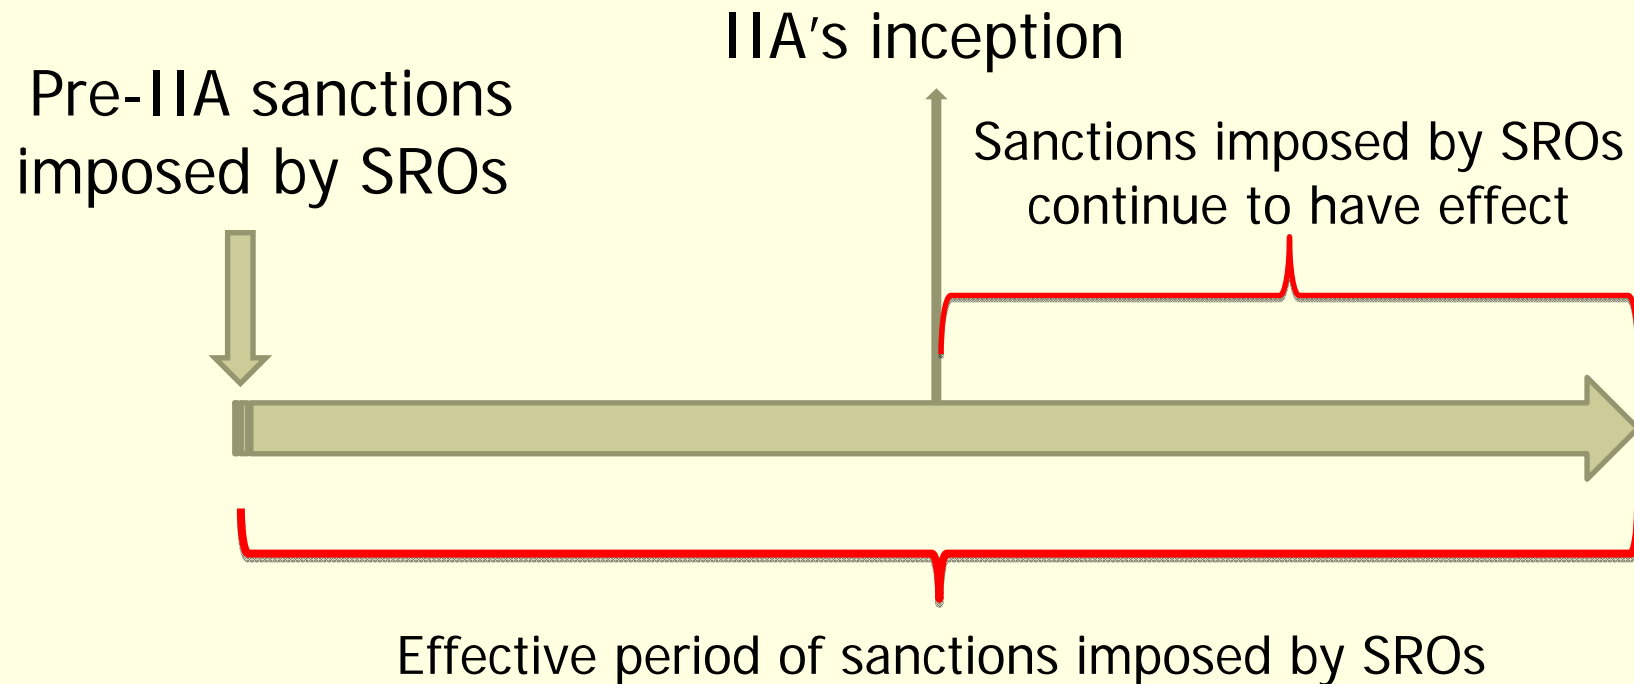 IIA's inception
Pre-IIA sanctions
imposed by SROs
Sanctions imposed by SROs
continue to have effect
Effective period of sanctions imposed by SROs